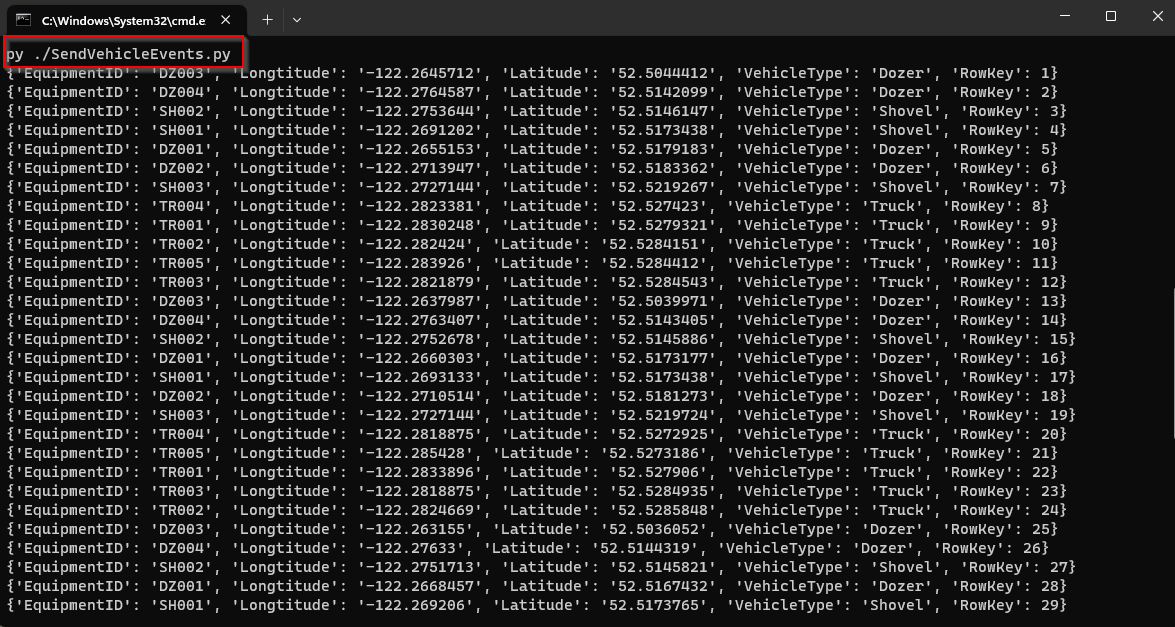 C:\Windows\System32\cmd.e
py ./SendVehicleEvents.py
{'EquipmentID': 'DZ003', 'Longtitude': '-122.2645712', 'Latitude': '52.5044412', 'VehicleType': 'Dozer', 'RowKey': 1}
{'EquipmentID': 'DZ004', 'Longtitude': '-122.2764587', 'Latitude': '52.5142099', 'VehicleType': 'Dozer', 'RowKey': 2}
{'EquipmentID': 'SH002', 'Longtitude': '-122.2753644', 'Latitude': '52.5146147', 'VehicleType': 'Shovel', 'RowKey': 3}
{'EquipmentID': 'SH001', 'Longtitude': '-122.2691202', 'Latitude': '52.5173438', 'VehicleType': 'Shovel', 'RowKey': 4}
{'EquipmentID': 'DZ001', 'Longtitude': '-122.2655153', 'Latitude': '52.5179183', 'VehicleType': 'Dozer', 'RowKey': 5}
{'EquipmentID': 'DZ002', 'Longtitude': '-122.2713947', 'Latitude': '52.5183362', 'VehicleType': 'Dozer', 'RowKey': 6}
{'EquipmentID': 'SH003', 'Longtitude': '-122.2727144', 'Latitude': '52.5219267', 'VehicleType': 'Shovel', 'RowKey': 7}
{'EquipmentID': 'TR004', 'Longtitude': '-122.2823381', 'Latitude': '52.527423', 'VehicleType': 'Truck', 'RowKey': 8}
{'EquipmentID': 'TR001', 'Longtitude': '-122.2830248', 'Latitude': '52.5279321', 'VehicleType': 'Truck', 'RowKey': 9}
{'EquipmentID': 'TR002', 'Longtitude': '-122.282424', 'Latitude': '52.5284151', 'VehicleType': 'Truck', 'RowKey': 10}
{'EquipmentID': 'TR005', 'Longtitude': '-122.283926', 'Latitude': '52.5284412', 'VehicleType': 'Truck', 'RowKey': 11}
{'EquipmentID': 'TR003', 'Longtitude': '-122.2821879', 'Latitude': '52.5284543', 'VehicleType': 'Truck', 'RowKey': 12}
{'EquipmentID': 'DZ003', 'Longtitude': '-122.2637987', 'Latitude': '52.5039971', 'VehicleType': 'Dozer', 'RowKey': 13}
{'EquipmentID': 'DZ004', 'Longtitude': '-122.2763407', 'Latitude': '52.5143405', 'VehicleType': 'Dozer', 'RowKey': 14}
{'EquipmentID': 'SH002', 'Longtitude': '-122.2752678', 'Latitude': '52.5145886', 'VehicleType': 'Shovel', 'RowKey': 15}
{'EquipmentID': 'DZ001', 'Longtitude': '-122.2660303', 'Latitude': '52.5173177', 'VehicleType': 'Dozer', 'RowKey': 16}
{'EquipmentID': 'SH001', 'Longtitude': '-122.2693133', 'Latitude': '52.5173438', 'VehicleType': 'Shovel', 'RowKey': 17}
{'EquipmentID': 'DZ002', 'Longtitude': '-122.2710514', 'Latitude': '52.5181273', 'VehicleType': 'Dozer', 'RowKey': 18}
{'EquipmentID': 'SH003', 'Longtitude': '-122.2727144', 'Latitude': '52.5219724', 'VehicleType': 'Shovel', 'RowKey': 19}
{'EquipmentID': 'TR004', 'Longtitude': '-122.2818875', 'Latitude': '52.5272925', 'VehicleType': 'Truck', 'RowKey': 20}
{'EquipmentID': 'TR005', 'Longtitude': '-122.285428', 'Latitude': '52.5273186', 'VehicleType': 'Truck', 'RowKey': 21}
{'EquipmentID': 'TR001', 'Longtitude': '-122.2833896', 'Latitude': '52.527906', 'VehicleType': 'Truck', 'RowKey': 22}
{'EquipmentID': 'TR003', 'Longtitude': '-122.2818875', 'Latitude': '52.5284935', 'VehicleType': 'Truck', 'RowKey': 23}
{'EquipmentID': 'TR002', 'Longtitude': '-122.2824669', 'Latitude': '52.5285848', 'VehicleType': 'Truck', 'RowKey': 24}
{'EquipmentID': 'DZ003', 'Longtitude': '-122.263155', 'Latitude': '52.5036052', 'VehicleType': 'Dozer', 'RowKey': 25}
{'EquipmentID': 'DZ004', 'Longtitude': '-122.27633', 'Latitude': '52.5144319', 'VehicleType': 'Dozer', 'RowKey': 26}
{'EquipmentID': 'SH002', 'Longtitude': '-122.2751713', 'Latitude': '52.5145821', 'VehicleType': 'Shovel', 'RowKey': 27}
{'EquipmentID': 'DZ001', 'Longtitude': '-122.2668457', 'Latitude': '52.5167432', 'VehicleType': 'Dozer', 'RowKey': 28}
{'EquipmentID': 'SH001', 'Longtitude': '-122.269206', 'Latitude': '52.5173765', 'VehicleType': 'Shovel', 'RowKey': 29}